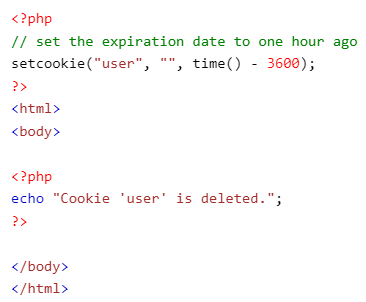 <?php
// set the expiration date to one hour ago
setcookie("user", "", time() - 3600);
?>
<html>
<body>
<?php
echo "Cookie 'user' is deleted.";
?>
</body>
</html>